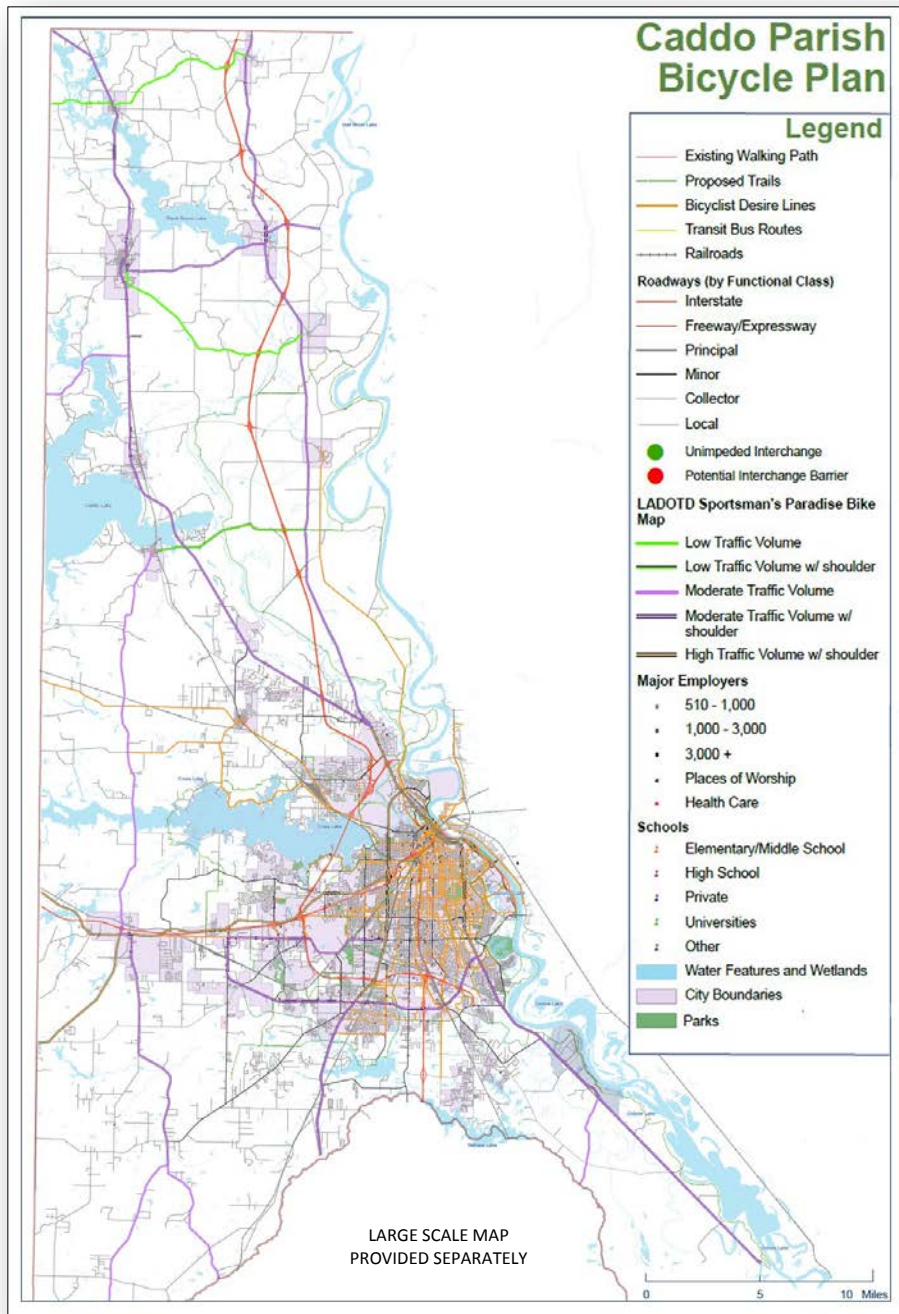 Caddo Parish
Bicycle Plan
Legend
Existing Walking Path
Proposed Trails
Bicyclist Desire Lines
Transit Bus Routes
Railroads
Roadways (by Functional Class)
Interstate
Freeway/Expressway
Principal
Minor
Collector
Local
Unimpeded Interchange
Potential Interchange Barrier
LADOTD Sportsman's Paradise Bike
Map
Low Traffic Volume
Low Traffic Volume w/ shoulder
Moderate Traffic Volume
Moderate Traffic Volume w/
shoulder
High Traffic Volume w/ shoulder
Major Employers
510 - 1,000
1,000 - 3,000
3,000 +
Places of Worship
Health Care
Schools
Elementary/Middle School
High School
Private
Universities
Other
Water Features and Wetlands
City Boundaries
Parks
Cross Lake
LARGE SCALE MAP
PROVIDED SEPARATELY
0 5 10 Miles